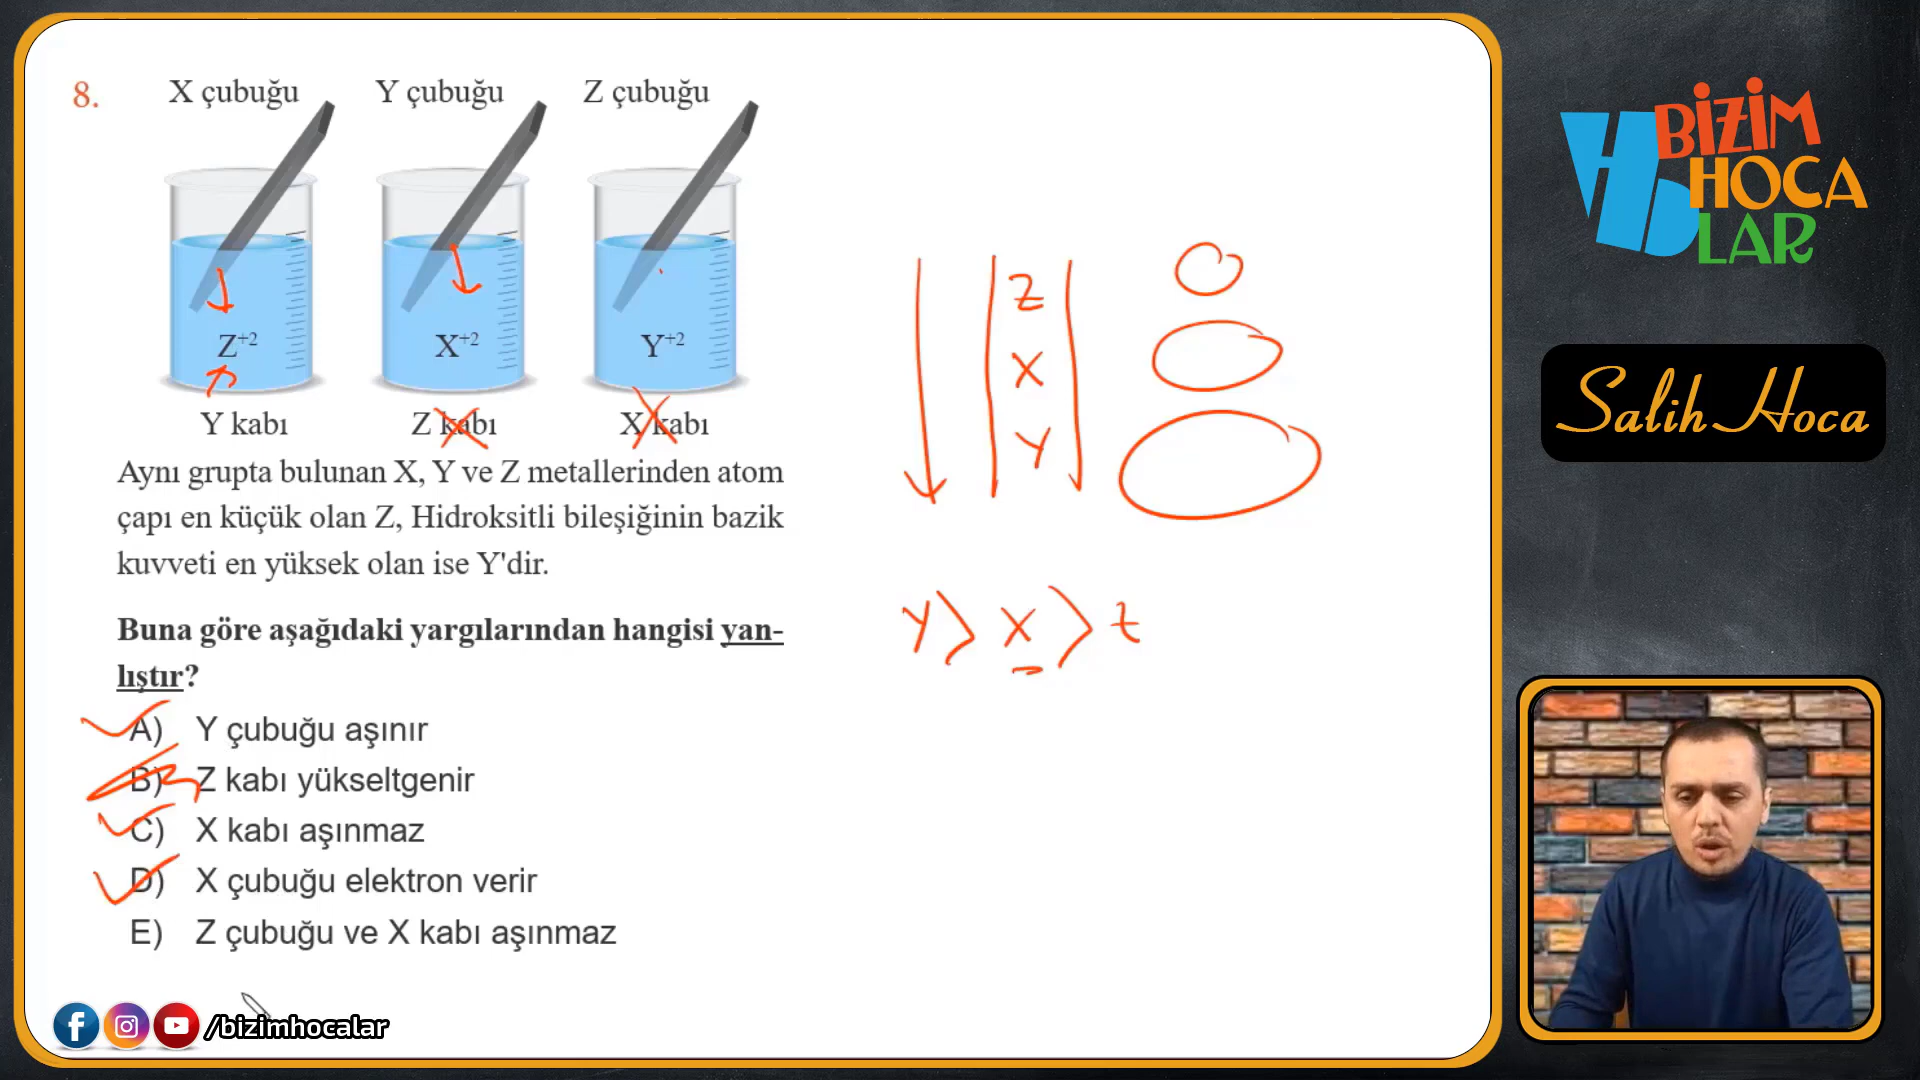 8.
X çubuğu
Y çubuğu
Z çubuğu
Z+2
X+2
Y+2
Y kabı
Z kabı
X kabı
Aynı grupta bulunan X, Y ve Z metallerinden atom
çapı en küçük olan Z, Hidroksitli bileşiğinin bazik
kuvveti en yüksek olan ise Y'dir.
Buna göre aşağıdaki yargılarından hangisi yan-
lıştır?
A) Y çubuğu aşınır
B) Z kabı yükseltgenir
C) X kabı aşınmaz
D) X çubuğu elektron verir
E) Z çubuğu ve X kabı aşınmaz
Z
X
Y
Y > X > Z
/bizimhocalar
BİZİM
HOCA
LAR
Salih Hoca